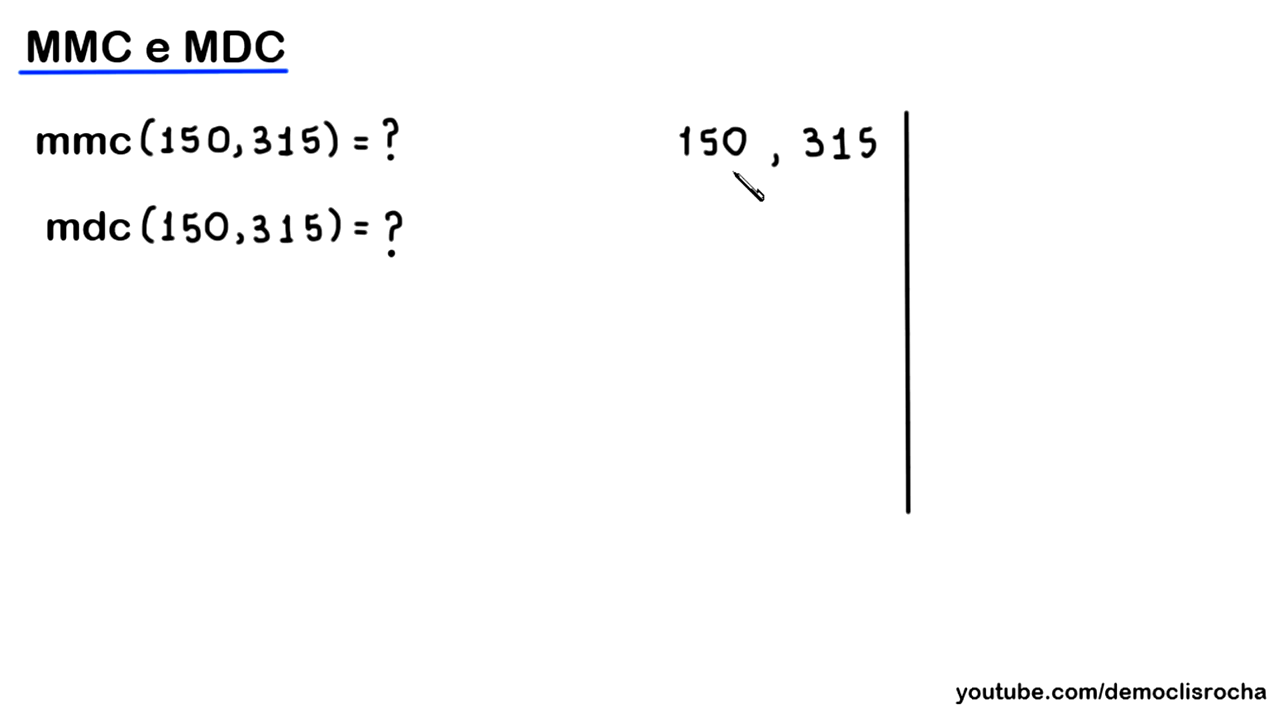 MMC e MDC
mmc(150,315) = ?
mdc(150,315) = ?
150 , 315
youtube.com/democlisrocha